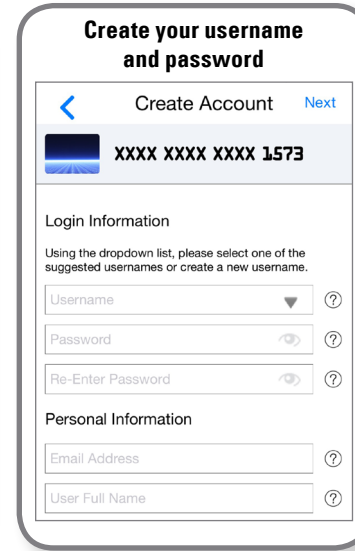 Create your username
and password
Create Account Next
XXXX XXXX XXXX 1573
Login Information
Using the dropdown list, please select one of the
suggested usernames or create a new username.
Username
?
Password
?
Re-Enter Password
?
Personal Information
Email Address
?
User Full Name
?